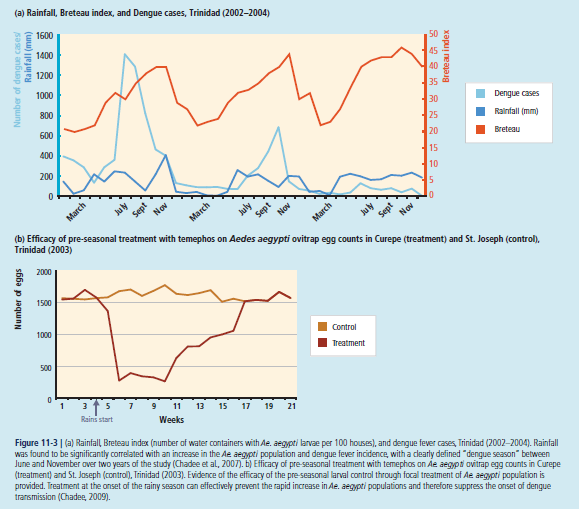 (a) Rainfall, Breteau index, and Dengue cases, Trinidad (2002–2004)
Number of dengue cases/
Rainfall (mm)
1600
1400
1200
1000
800
600
400
200
0
50
45
40
35
30
25
20
15
10
5
0
Breteau index
March
July
Sept
Nov
March
July
Sept
Nov
March
July
Sept
Nov
Dengue cases
Rainfall (mm)
Breteau
(b) Efficacy of pre-seasonal treatment with temephos on Aedes aegypti ovitrap egg counts in Curepe (treatment) and St. Joseph (control),
Trinidad (2003)
Number of eggs
2000
1500
1000
500
0
1 3 5 7 9 11 13 15 17 19 21
Rains start
Weeks
Control
Treatment
Figure 11-3 | (a) Rainfall, Breteau index (number of water containers with Ae. aegypti larvae per 100 houses), and dengue fever cases, Trinidad (2002–2004). Rainfall
was found to be significantly correlated with an increase in the Ae. aegypti population and dengue fever incidence, with a clearly defined "dengue season" between
June and November over two years of the study (Chadee et al., 2007). b) Efficacy of pre-seasonal treatment with temephos on Ae. aegypti ovitrap egg counts in Curepe
(treatment) and St. Joseph (control), Trinidad (2003). Evidence of the efficacy of the pre-seasonal larval control through focal treatment of Ae. aegypti population is
provided. Treatment at the onset of the rainy season can effectively prevent the rapid increase in Ae. aegypti populations and therefore suppress the onset of dengue
transmission (Chadee, 2009).